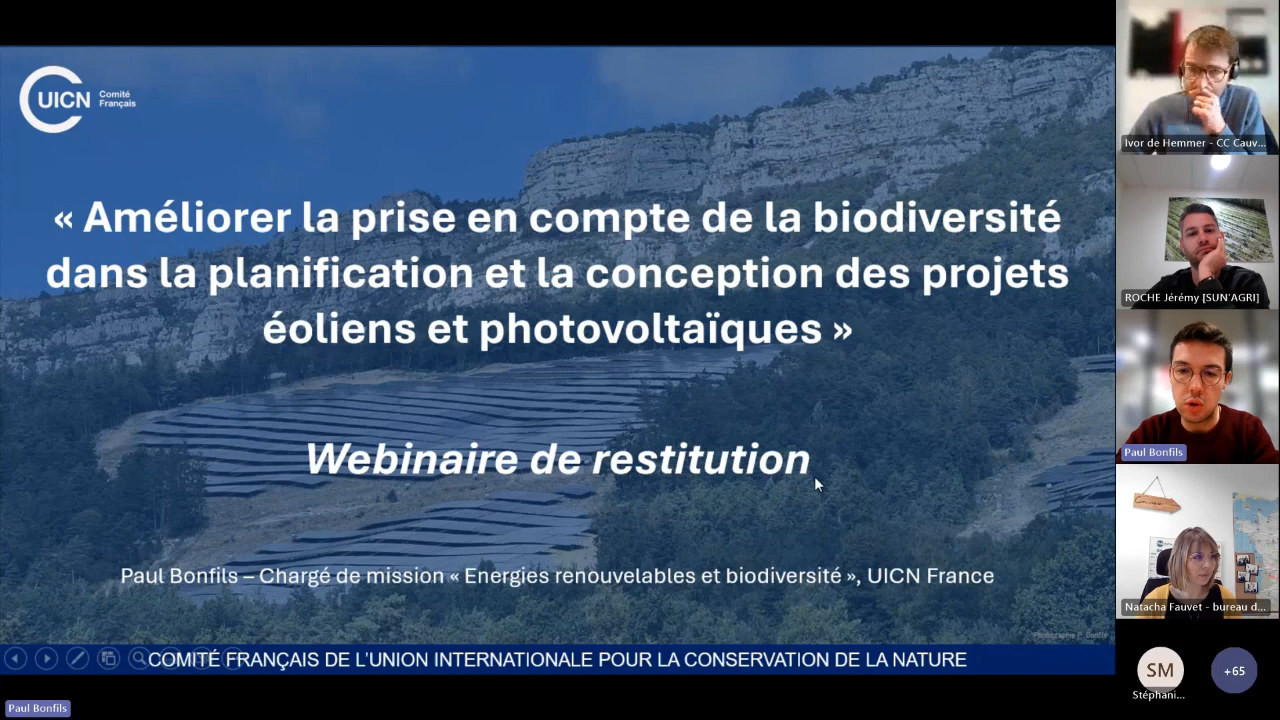 UICN Comité
Français
« Améliorer la prise en compte de la biodiversité
dans la planification et la conception des projets
éoliens et photovoltaïques »
Webinaire de restitution
Paul Bonfils – Chargé de mission « Energies renouvelables et biodiversité », UICN France
Photographie P. Bonfils
COMITÉ FRANÇAIS DE L'UNION INTERNATIONALE POUR LA CONSERVATION DE LA NATURE
Paul Bonfils
Ivor de Hemmer - CC Cauv...
ROCHE Jérémy [SUN'AGRI]
Paul Bonfils
Natacha Fauvet - bureau d...
SM
Stéphani...
+65